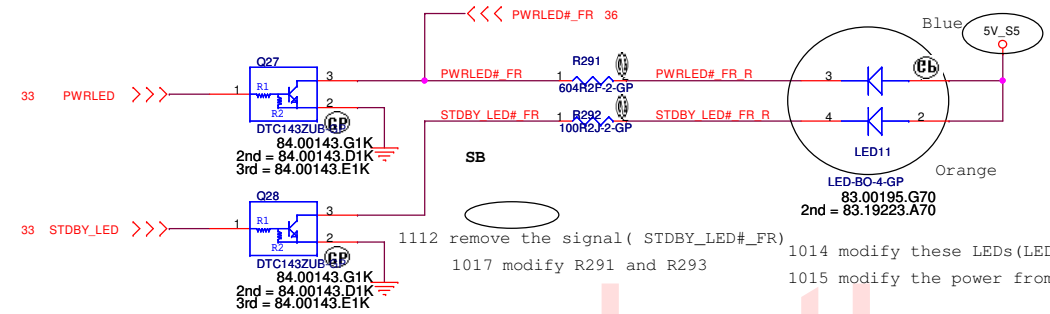 PWRLED#_FR 36
Blue
5V_S5
Q27
R291
3
PWRLED#_FR
1
PWRLED#_FR_R
3
33 PWRLED
1
R1
604R2F-2-GP
2
R2
STDBY_LED#_FR
1
R292
STDBY_LED#_FR_R
4
2
GP
100R2J-2-GP
DTC143ZUB-GP
84.00143.G1K
2nd = 84.00143.D1K
3rd = 84.00143.E1K
SB
LED11
Orange
LED-BO-4-GP
83.00195.G70
2nd = 83.19223.A70
Q28
3
33 STDBY_LED
1
R1
2
R2
GP
DTC143ZUB-GP
84.00143.G1K
2nd = 84.00143.D1K
3rd = 84.00143.E1K
1112 remove the signal( STDBY_LED#_FR)
1017 modify R291 and R293
1014 modify these LEDs(LED
1015 modify the power from